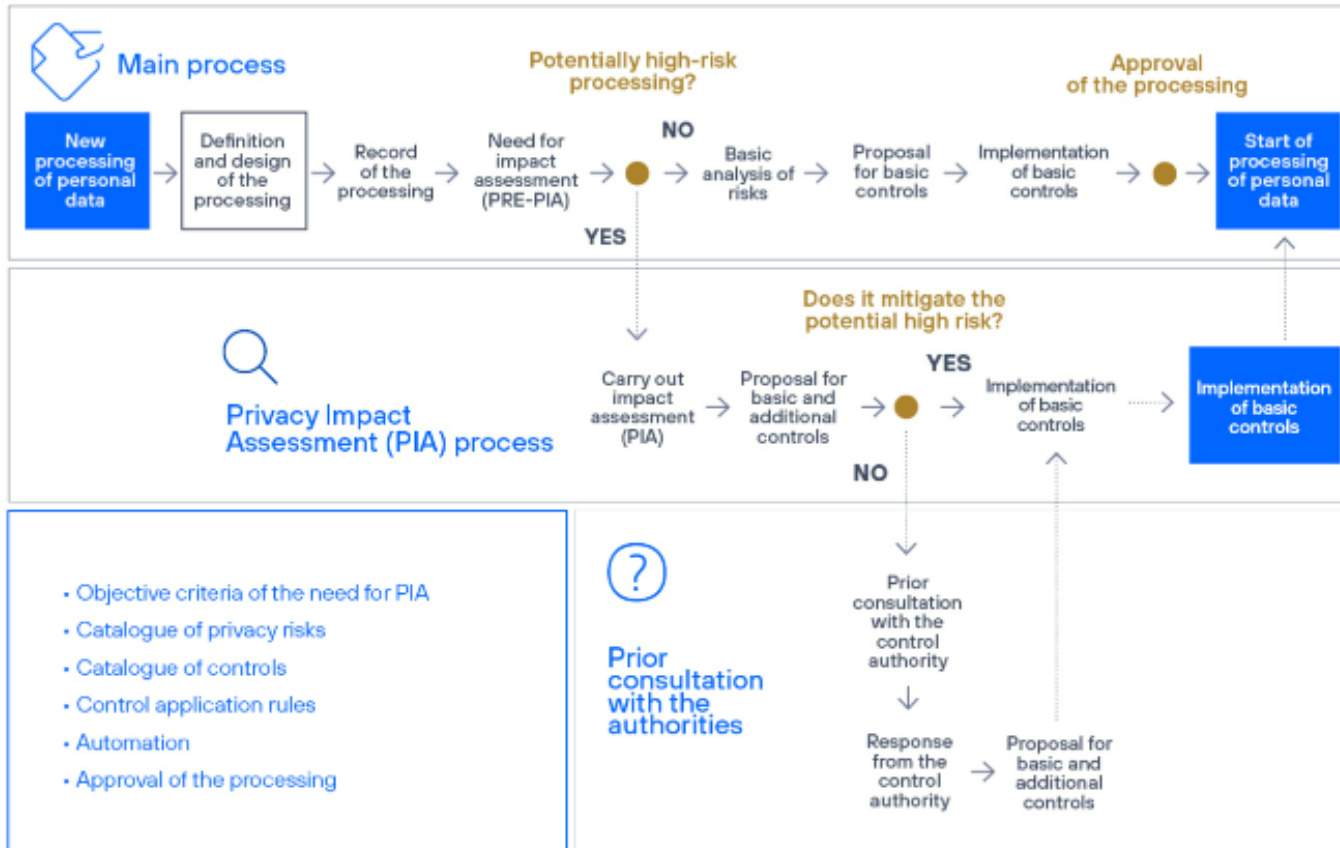 Main process
Potentially high-risk
processing?
Approval
of the processing
New
processing
of personal
data
Definition
and design
of the
processing
Record
of the
processing
Need for
impact
assessment
(PRE-PIA)
NO
YES
Basic
analysis of
risks
Proposal
for basic
controls
Implementation
of basic
controls
Start of
processing
of personal
data
Privacy Impact
Assessment (PIA) process
Does it mitigate the
potential high risk?
Carry out
impact
assessment
(PIA)
Proposal for
basic and
additional
controls
YES
NO
Implementation
of basic
controls
Implementation
of basic
controls
• Objective criteria of the need for PIA
• Catalogue of privacy risks
• Catalogue of controls
• Control application rules
• Automation
• Approval of the processing
?
Prior
consultation
with the
authorities
Prior
consultation
with the
control
authority
Response
from the
control
authority
Proposal for
basic and
additional
controls